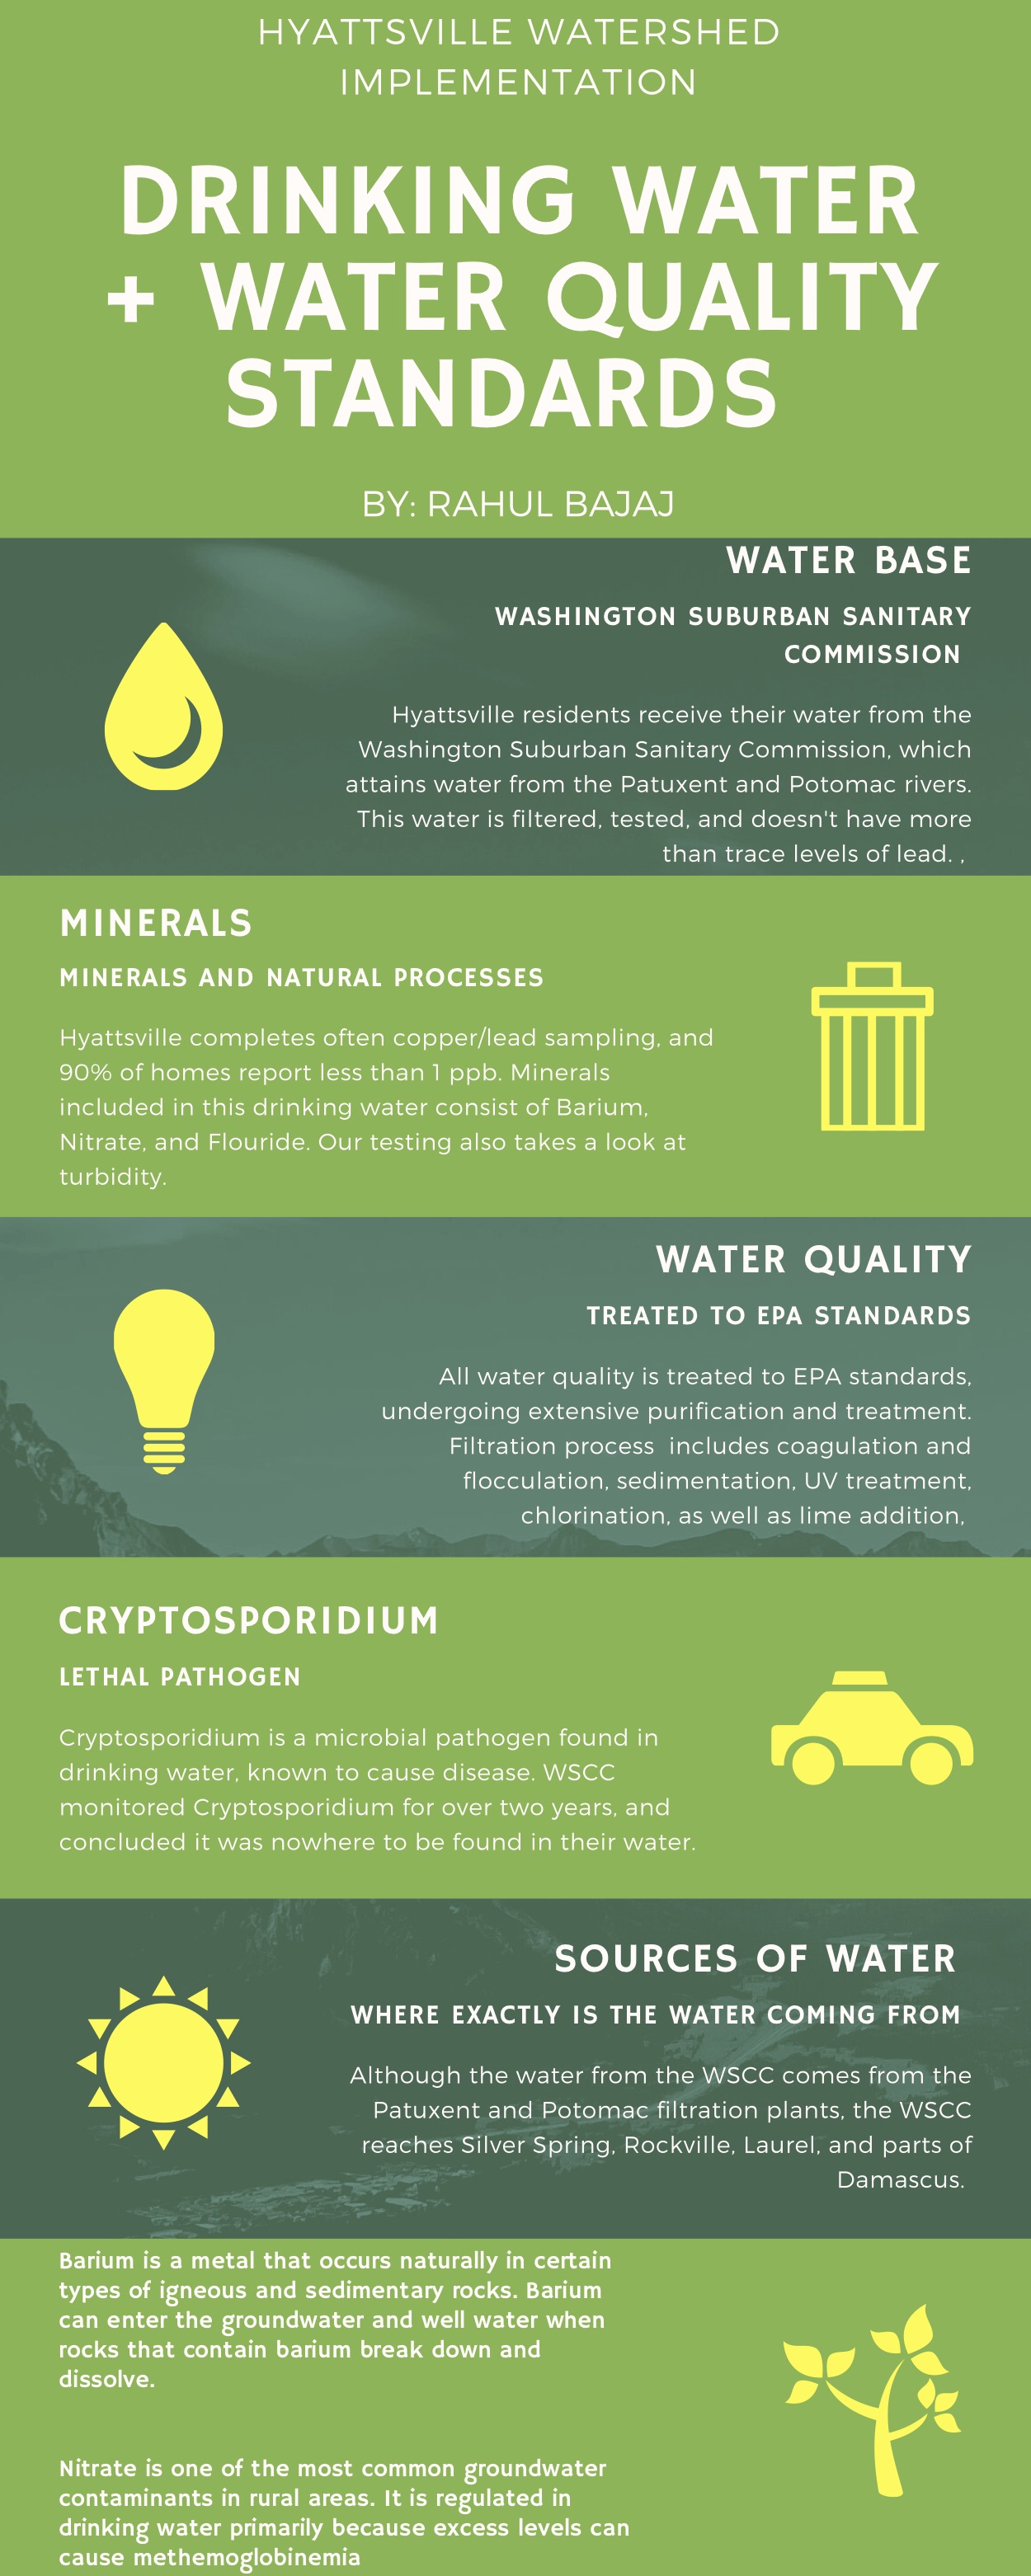 HYATTSVILLE WATERSHED
IMPLEMENTATION
DRINKING WATER
+ WATER QUALITY
STANDARDS
BY: RAHUL BAJAJ
WATER BASE
WASHINGTON SUBURBAN SANITARY
COMMISSION
Hyattsville residents receive their water from the
Washington Suburban Sanitary Commission, which
attains water from the Patuxent and Potomac rivers.
This water is filtered, tested, and doesn't have more
than trace levels of lead. ,
MINERALS
MINERALS AND NATURAL PROCESSES
Hyattsville completes often copper/lead sampling, and
90% of homes report less than 1 ppb. Minerals
included in this drinking water consist of Barium,
Nitrate, and Flouride. Our testing also takes a look at
turbidity.
WATER QUALITY
TREATED TO EPA STANDARDS
All water quality is treated to EPA standards,
undergoing extensive purification and treatment.
Filtration process  includes coagulation and
flocculation, sedimentation, UV treatment,
chlorination, as well as lime addition,
CRYPTOSPORIDIUM
LETHAL PATHOGEN
Cryptosporidium is a microbial pathogen found in
drinking water, known to cause disease. WSCC
monitored Cryptosporidium for over two years, and
concluded it was nowhere to be found in their water.
SOURCES OF WATER
WHERE EXACTLY IS THE WATER COMING FROM
Although the water from the WSCC comes from the
Patuxent and Potomac filtration plants, the WSCC
reaches Silver Spring, Rockville, Laurel, and parts of
Damascus.
Barium is a metal that occurs naturally in certain
types of igneous and sedimentary rocks. Barium
can enter the groundwater and well water when
rocks that contain barium break down and
dissolve.
Nitrate is one of the most common groundwater
contaminants in rural areas. It is regulated in
drinking water primarily because excess levels can
cause methemoglobinemia